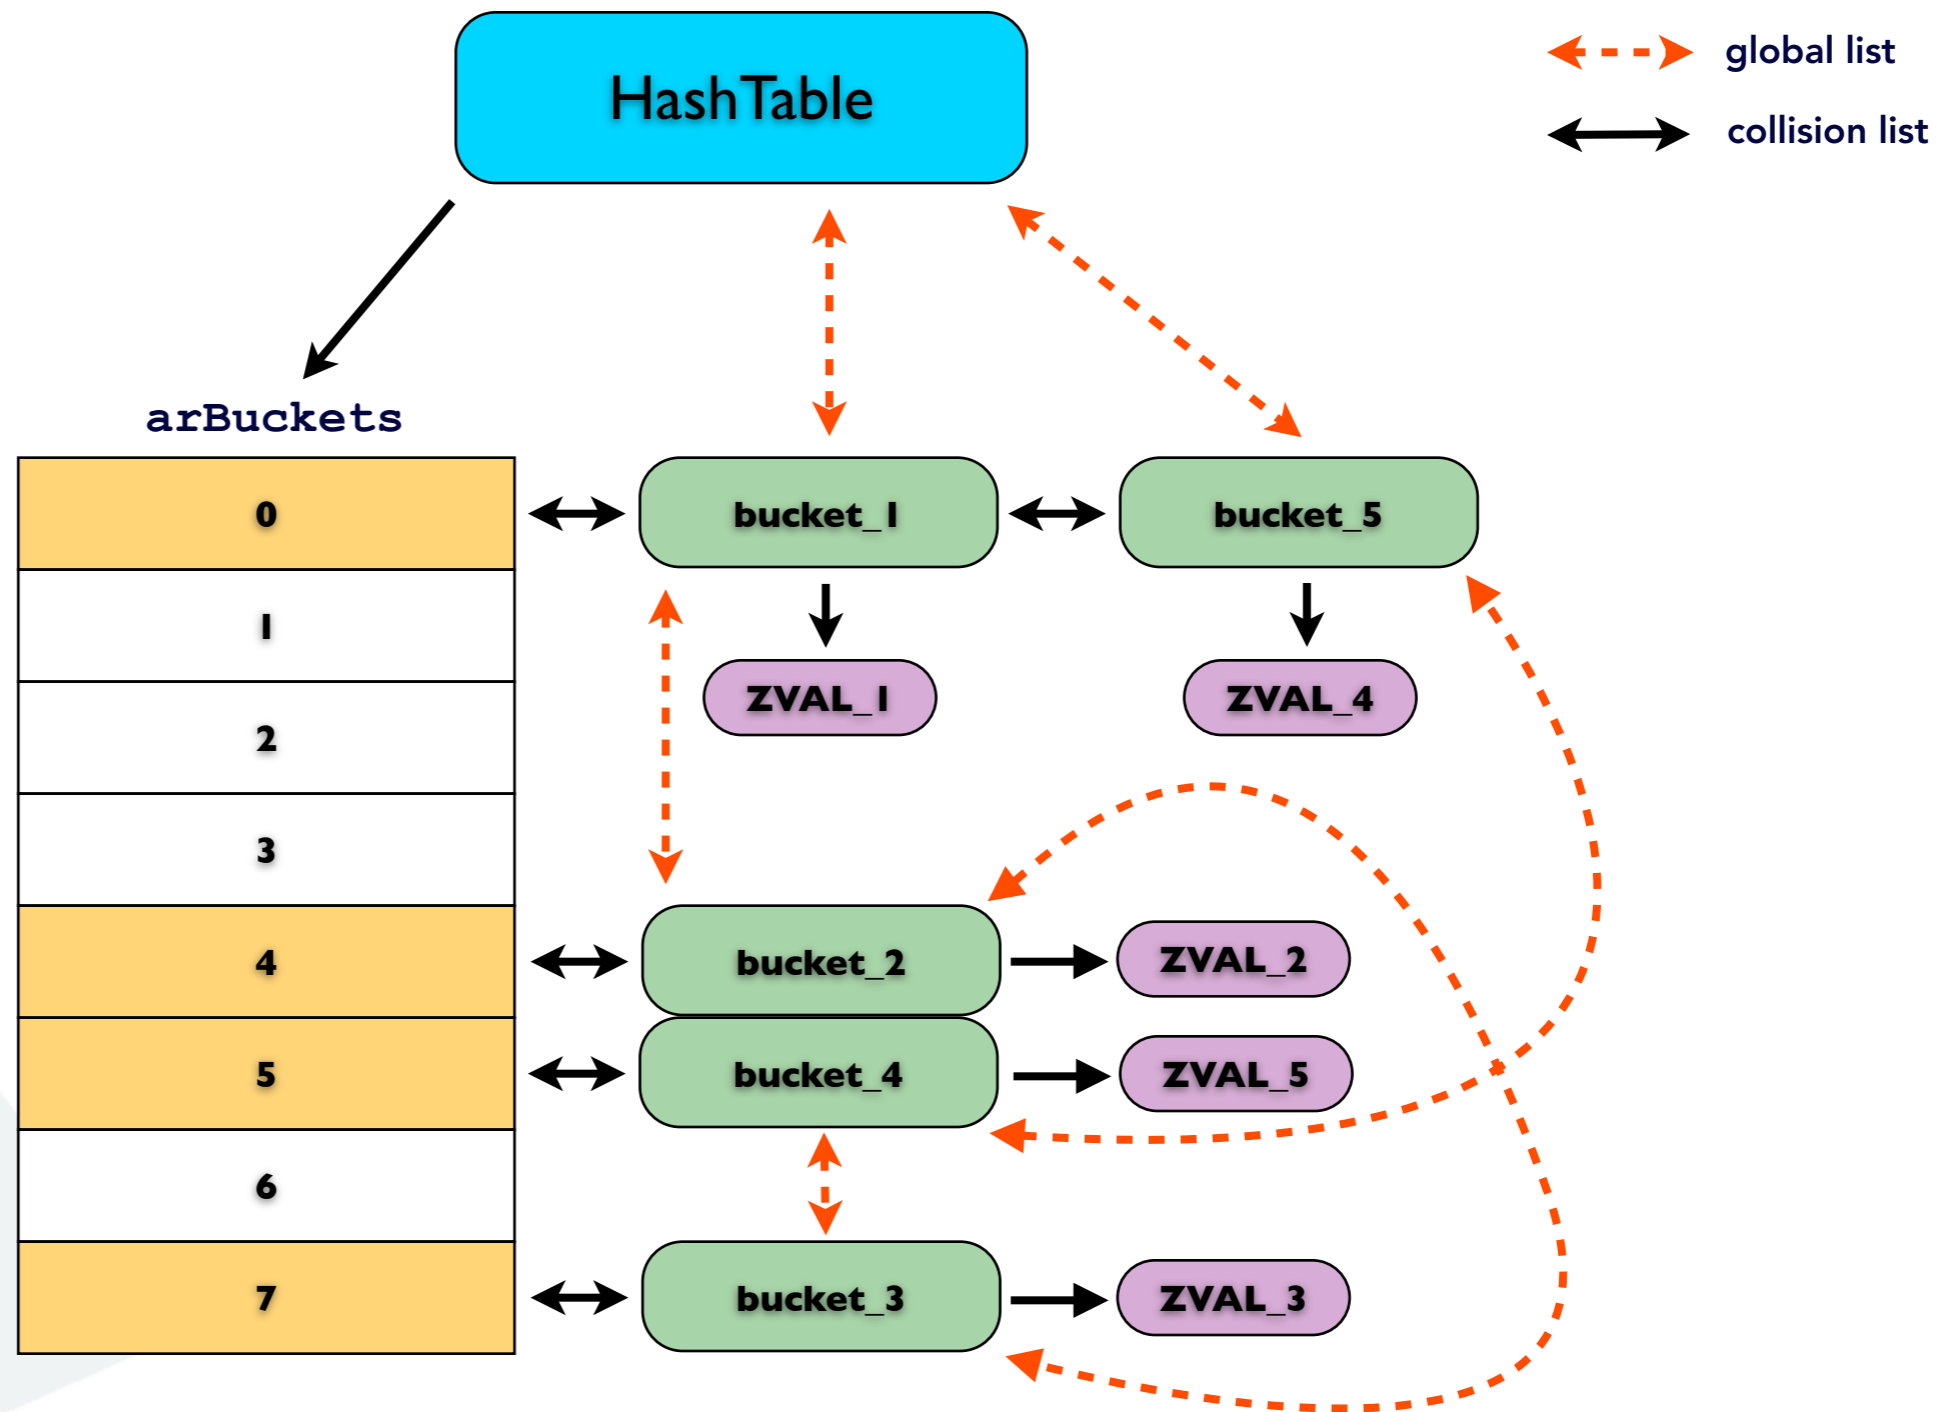 HashTable
global list
collision list
arBuckets
0
bucket_1
bucket_5
1
ZVAL_1
ZVAL_4
2
3
4
bucket_2
ZVAL_2
5
bucket_4
ZVAL_5
6
7
bucket_3
ZVAL_3